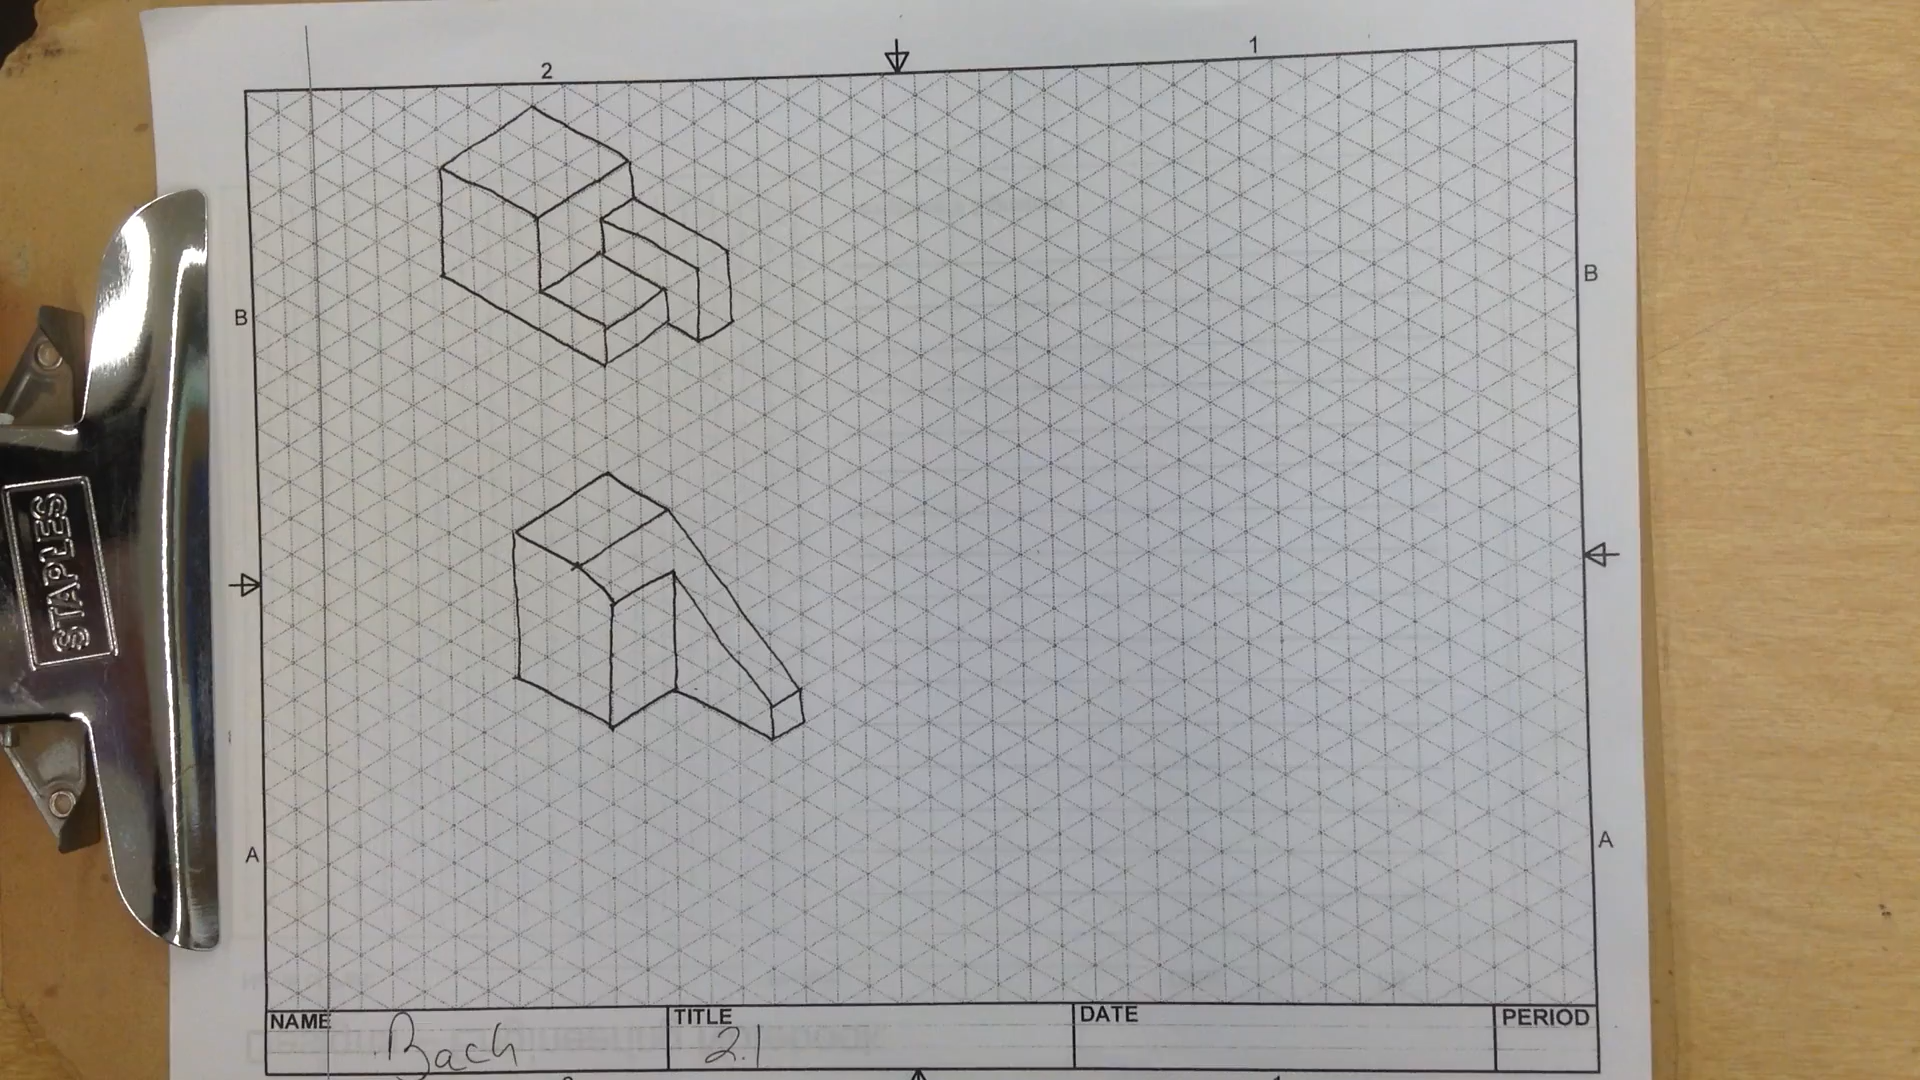 2 1
B B
STAPLES
A A
NAME Bach TITLE 2.1 DATE PERIOD